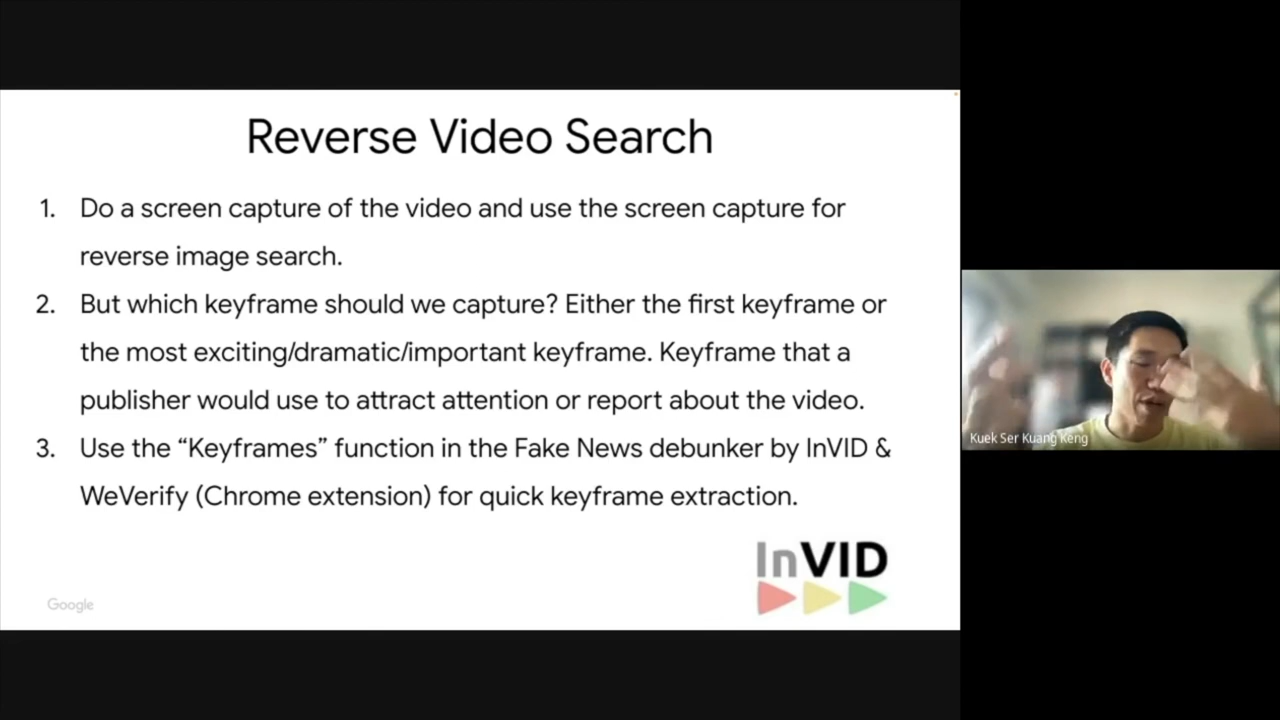 Reverse Video Search
1. Do a screen capture of the video and use the screen capture for
reverse image search.
2. But which keyframe should we capture? Either the first keyframe or
the most exciting/dramatic/important keyframe. Keyframe that a
publisher would use to attract attention or report about the video.
3. Use the “Keyframes” function in the Fake News debunker by InVID &
WeVerify (Chrome extension) for quick keyframe extraction.
InVID
Google
Kuek Ser Kuang Keng